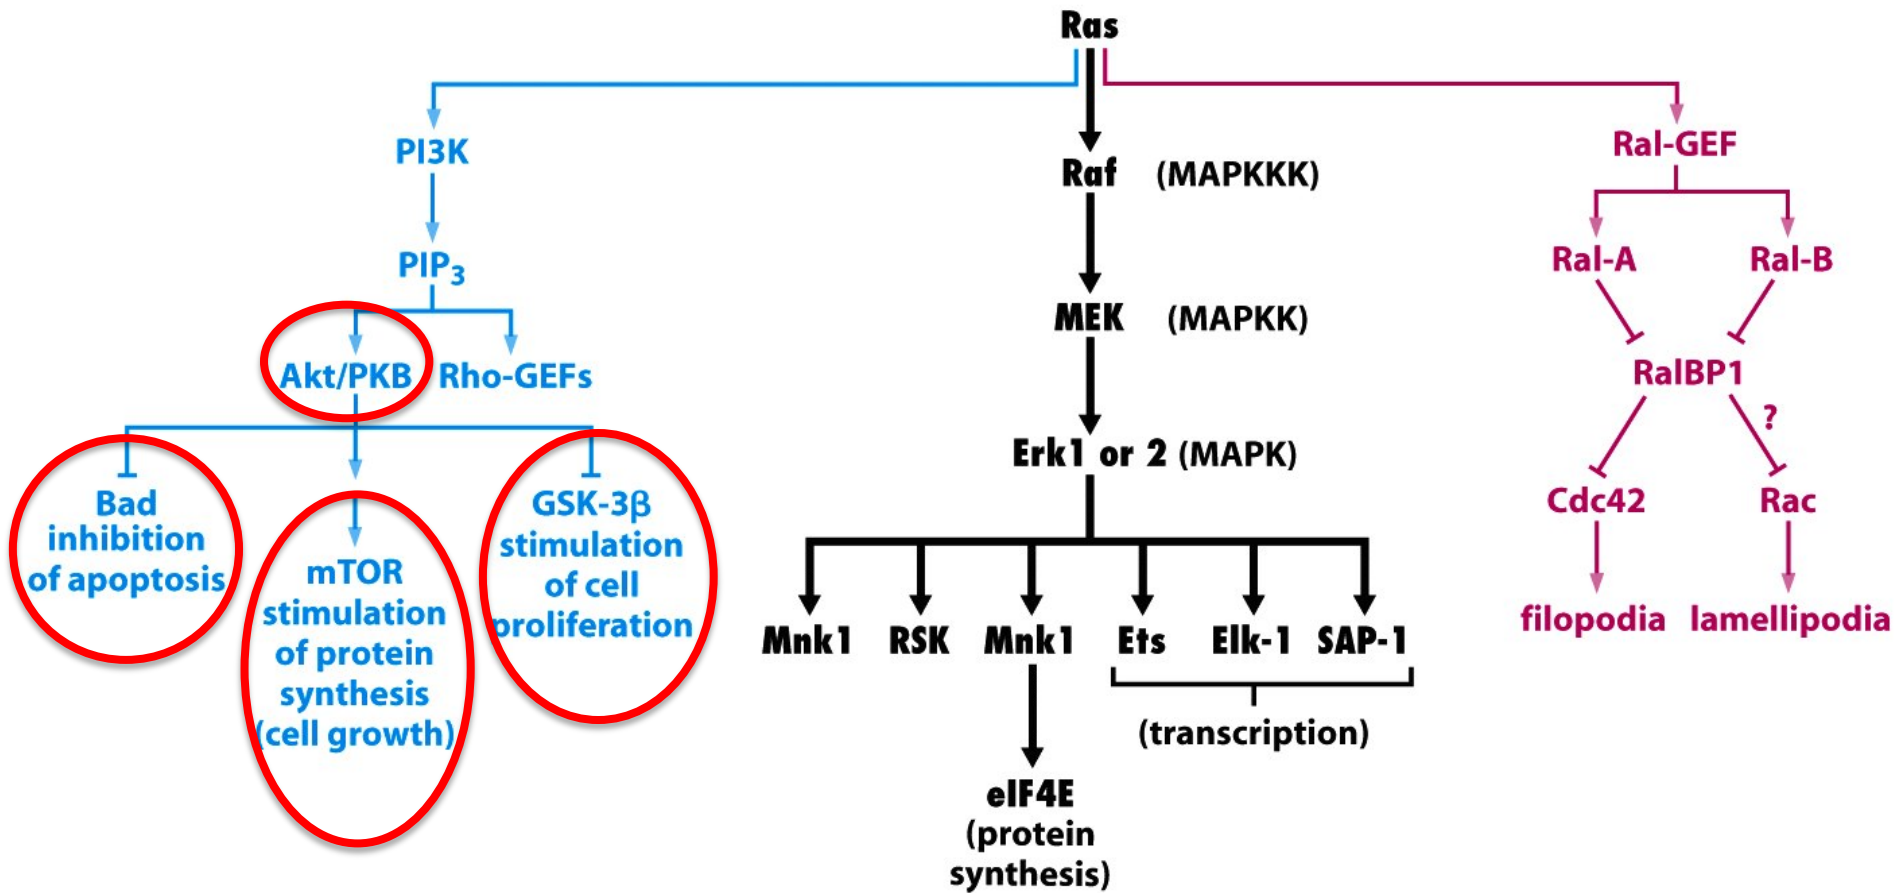 Ras
PI3K
PIP3
Akt/PKB
Rho-GEFs
Bad
inhibition
of apoptosis
mTOR
stimulation
of protein
synthesis
(cell growth)
GSK-3β
stimulation
of cell
proliferation
Raf (MAPKKK)
MEK (MAPKK)
Erk1 or 2 (MAPK)
Mnk1
RSK
Mnk1
Ets
Elk-1
SAP-1
(transcription)
eIF4E
(protein
synthesis)
Ral-GEF
Ral-A
Ral-B
RalBP1
?
Cdc42
Rac
filopodia
lamellipodia